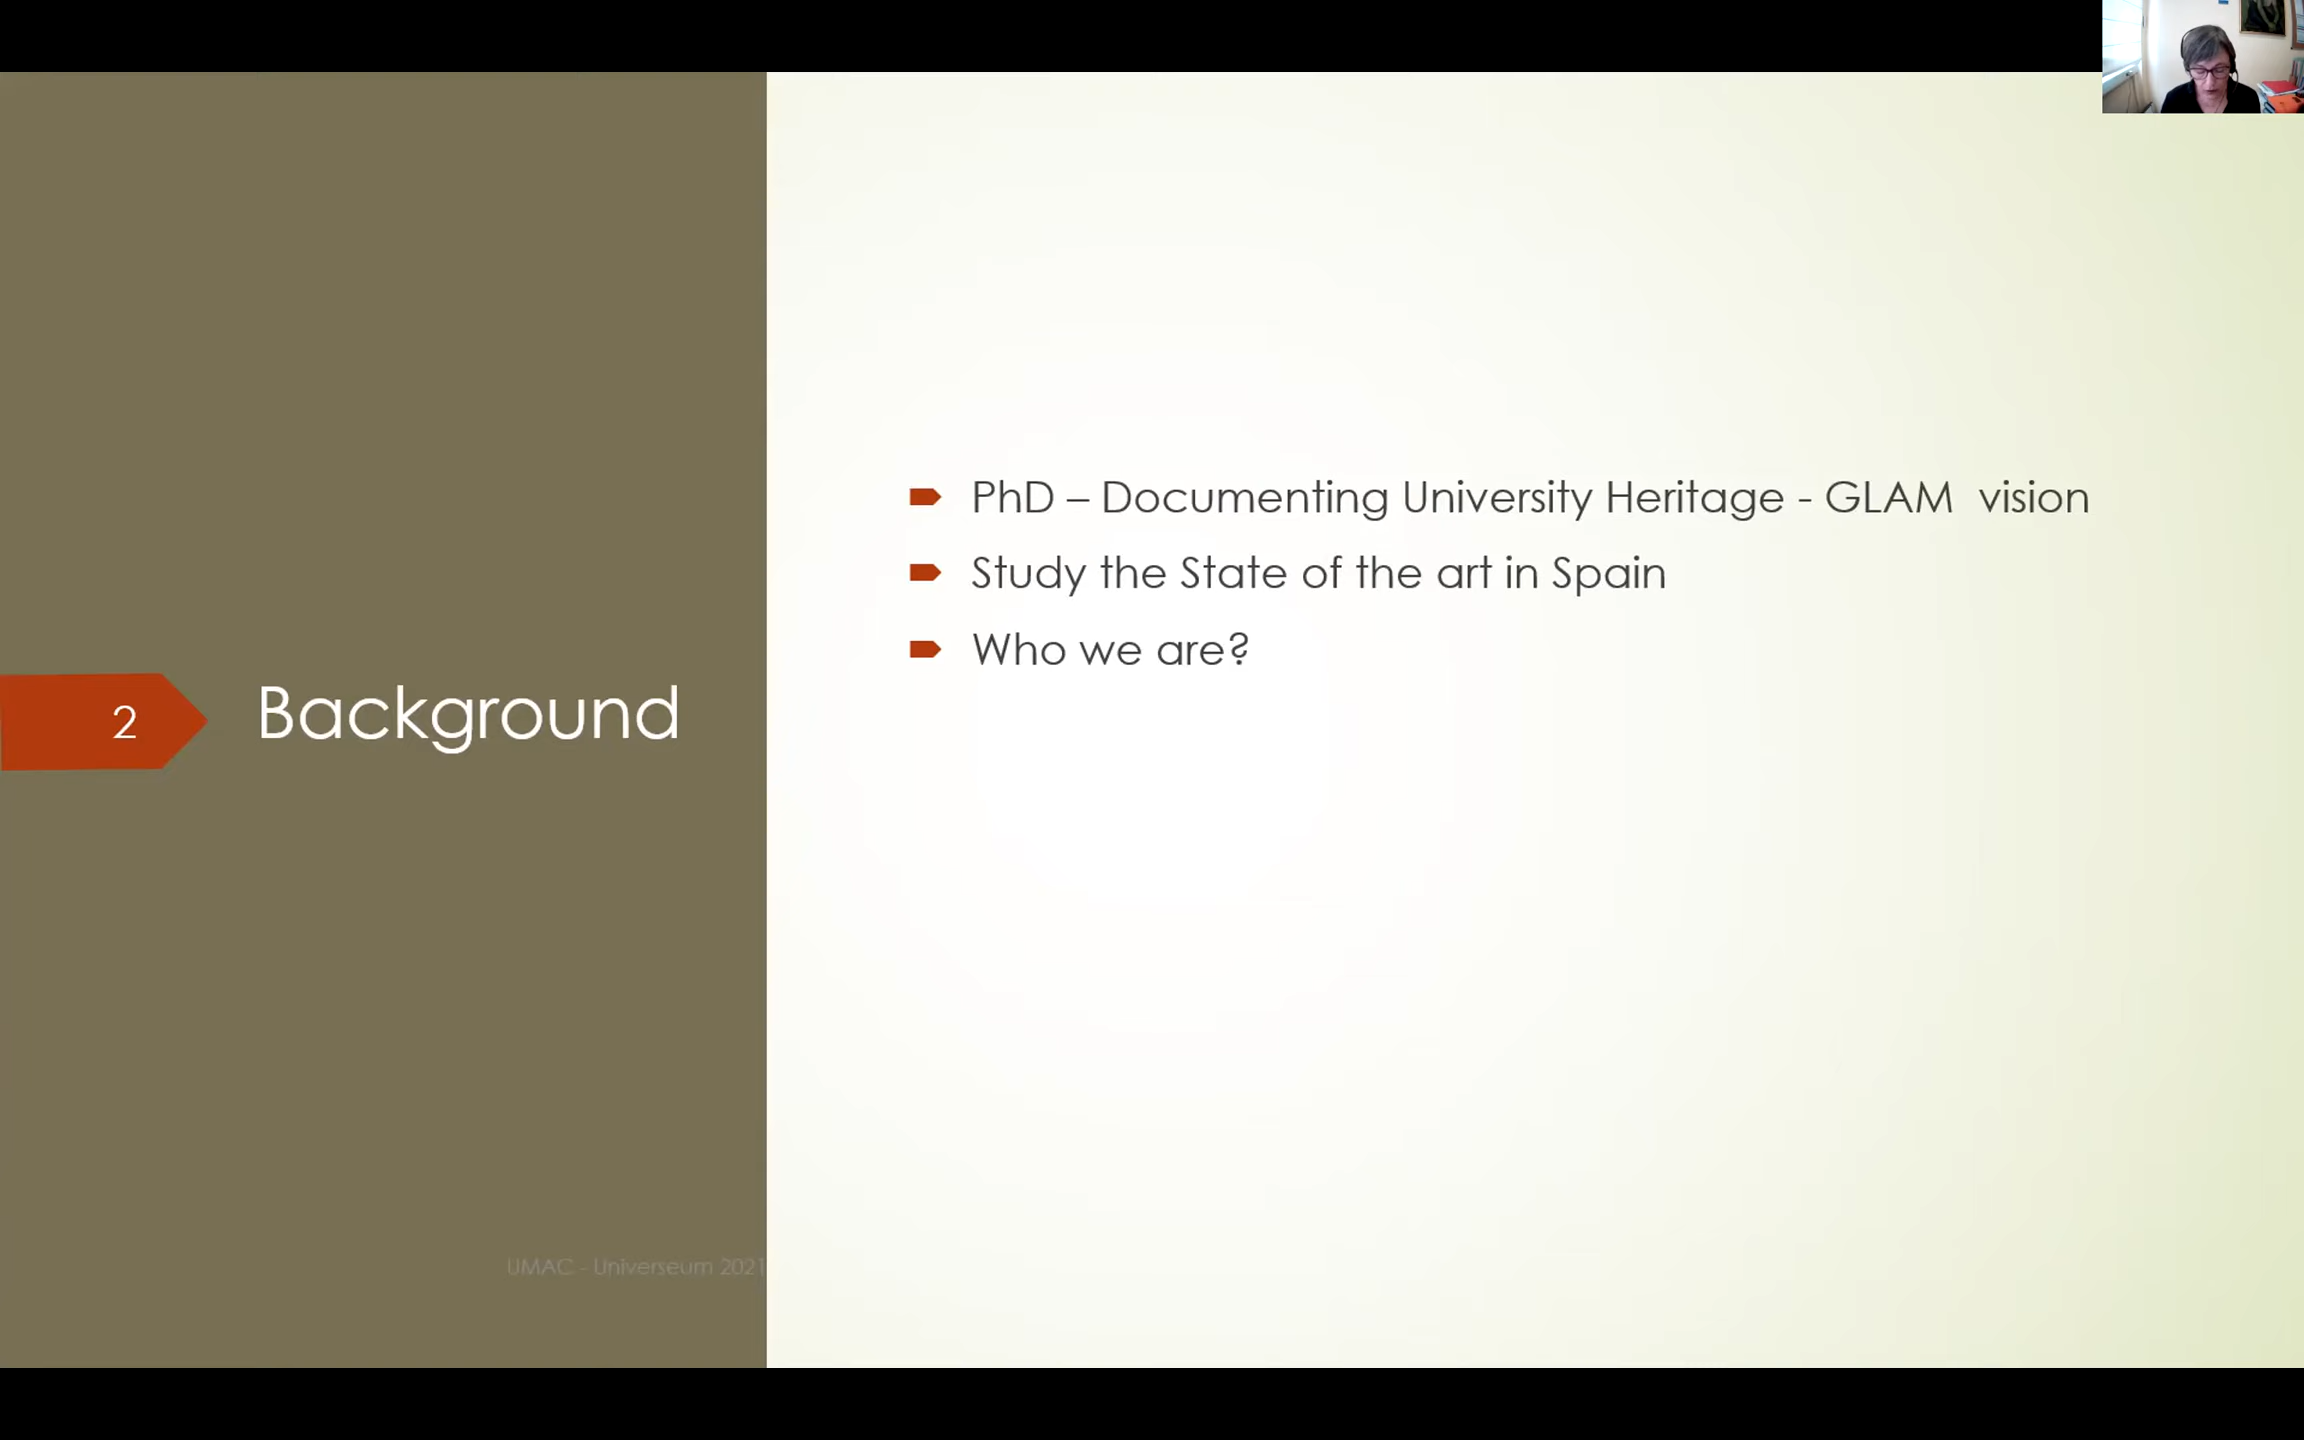 2
Background
PhD – Documenting University Heritage - GLAM vision
Study the State of the art in Spain
Who we are?
UMAC - Universeum 2021